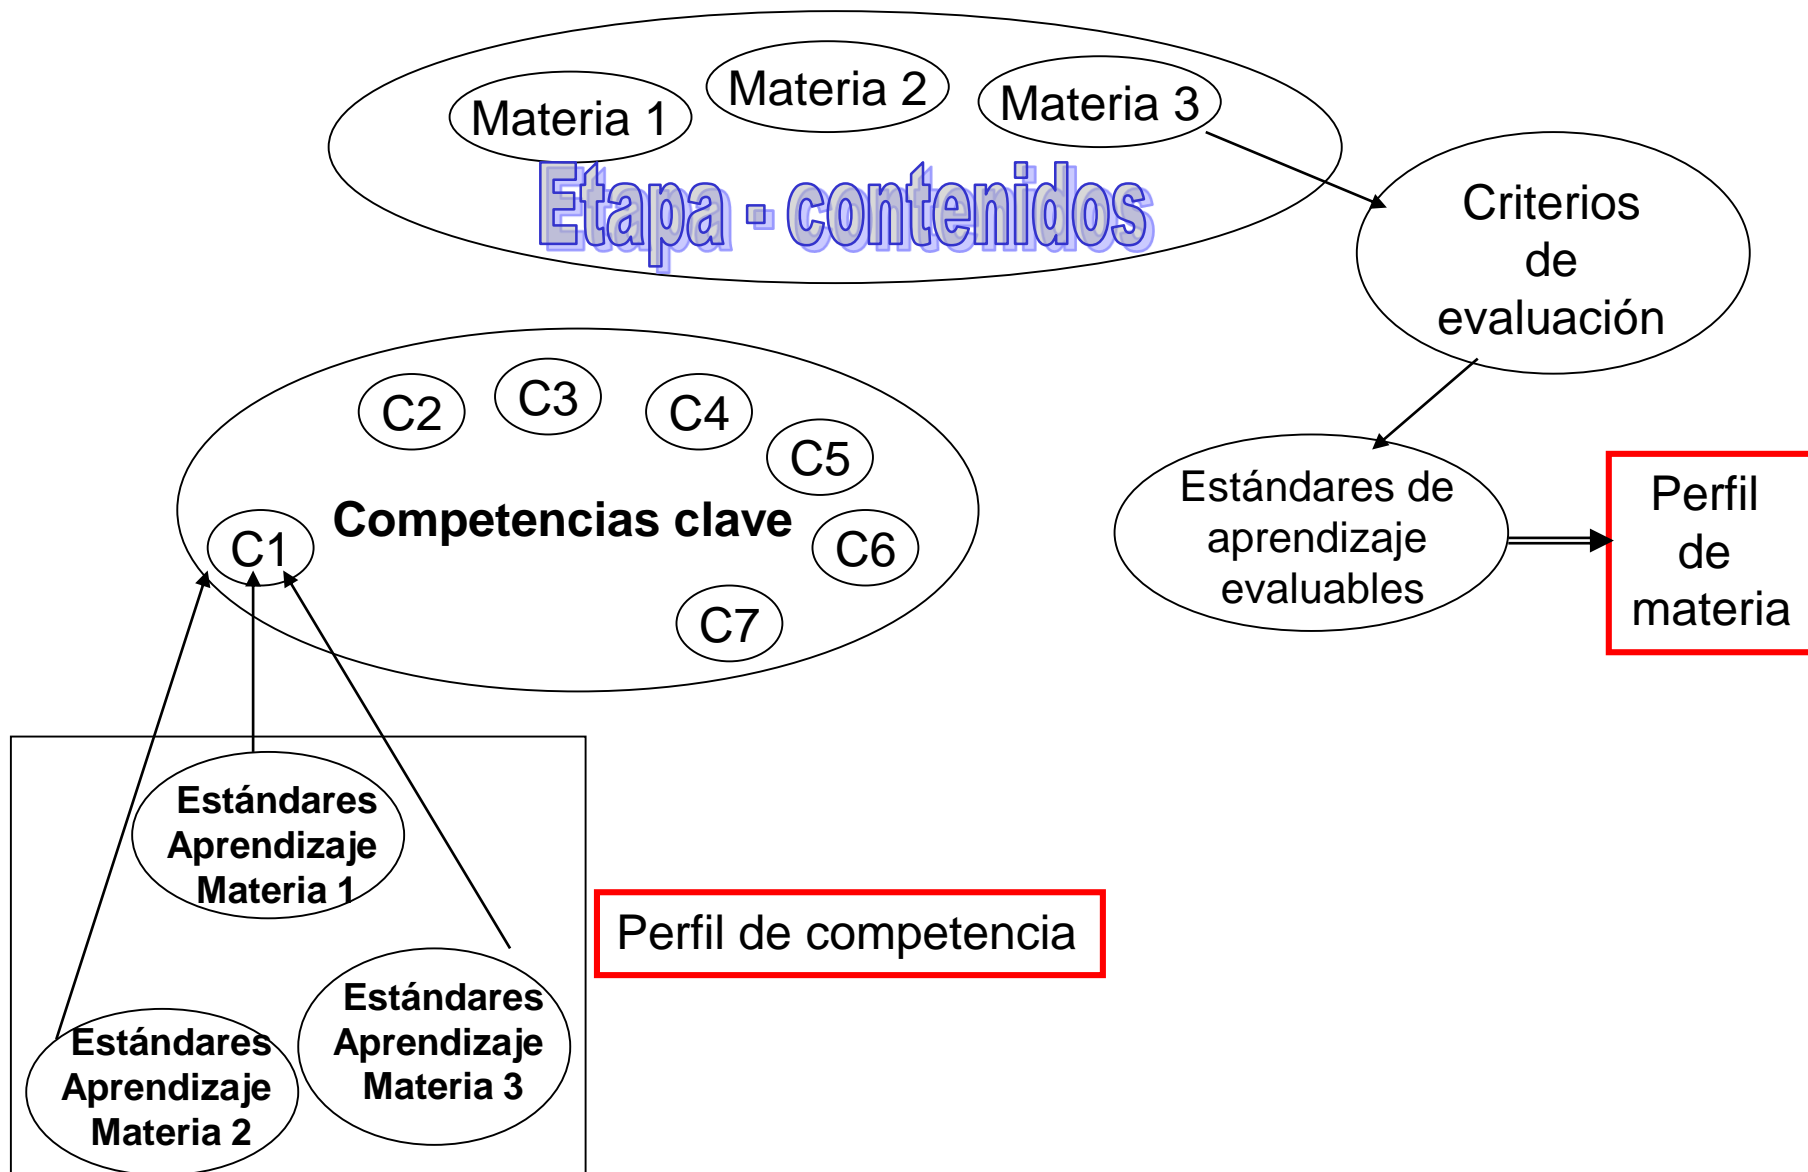 Materia 1
Materia 2
Materia 3
Etapa - contenidos
Criterios
de
evaluación
C2
C3
C4
C5
Competencias clave
C1
C6
C7
Estándares de
aprendizaje
evaluables
Perfil
de
materia
Estándares
Aprendizaje
Materia 1
Perfil de competencia
Estándares
Aprendizaje
Materia 3
Estándares
Aprendizaje
Materia 2